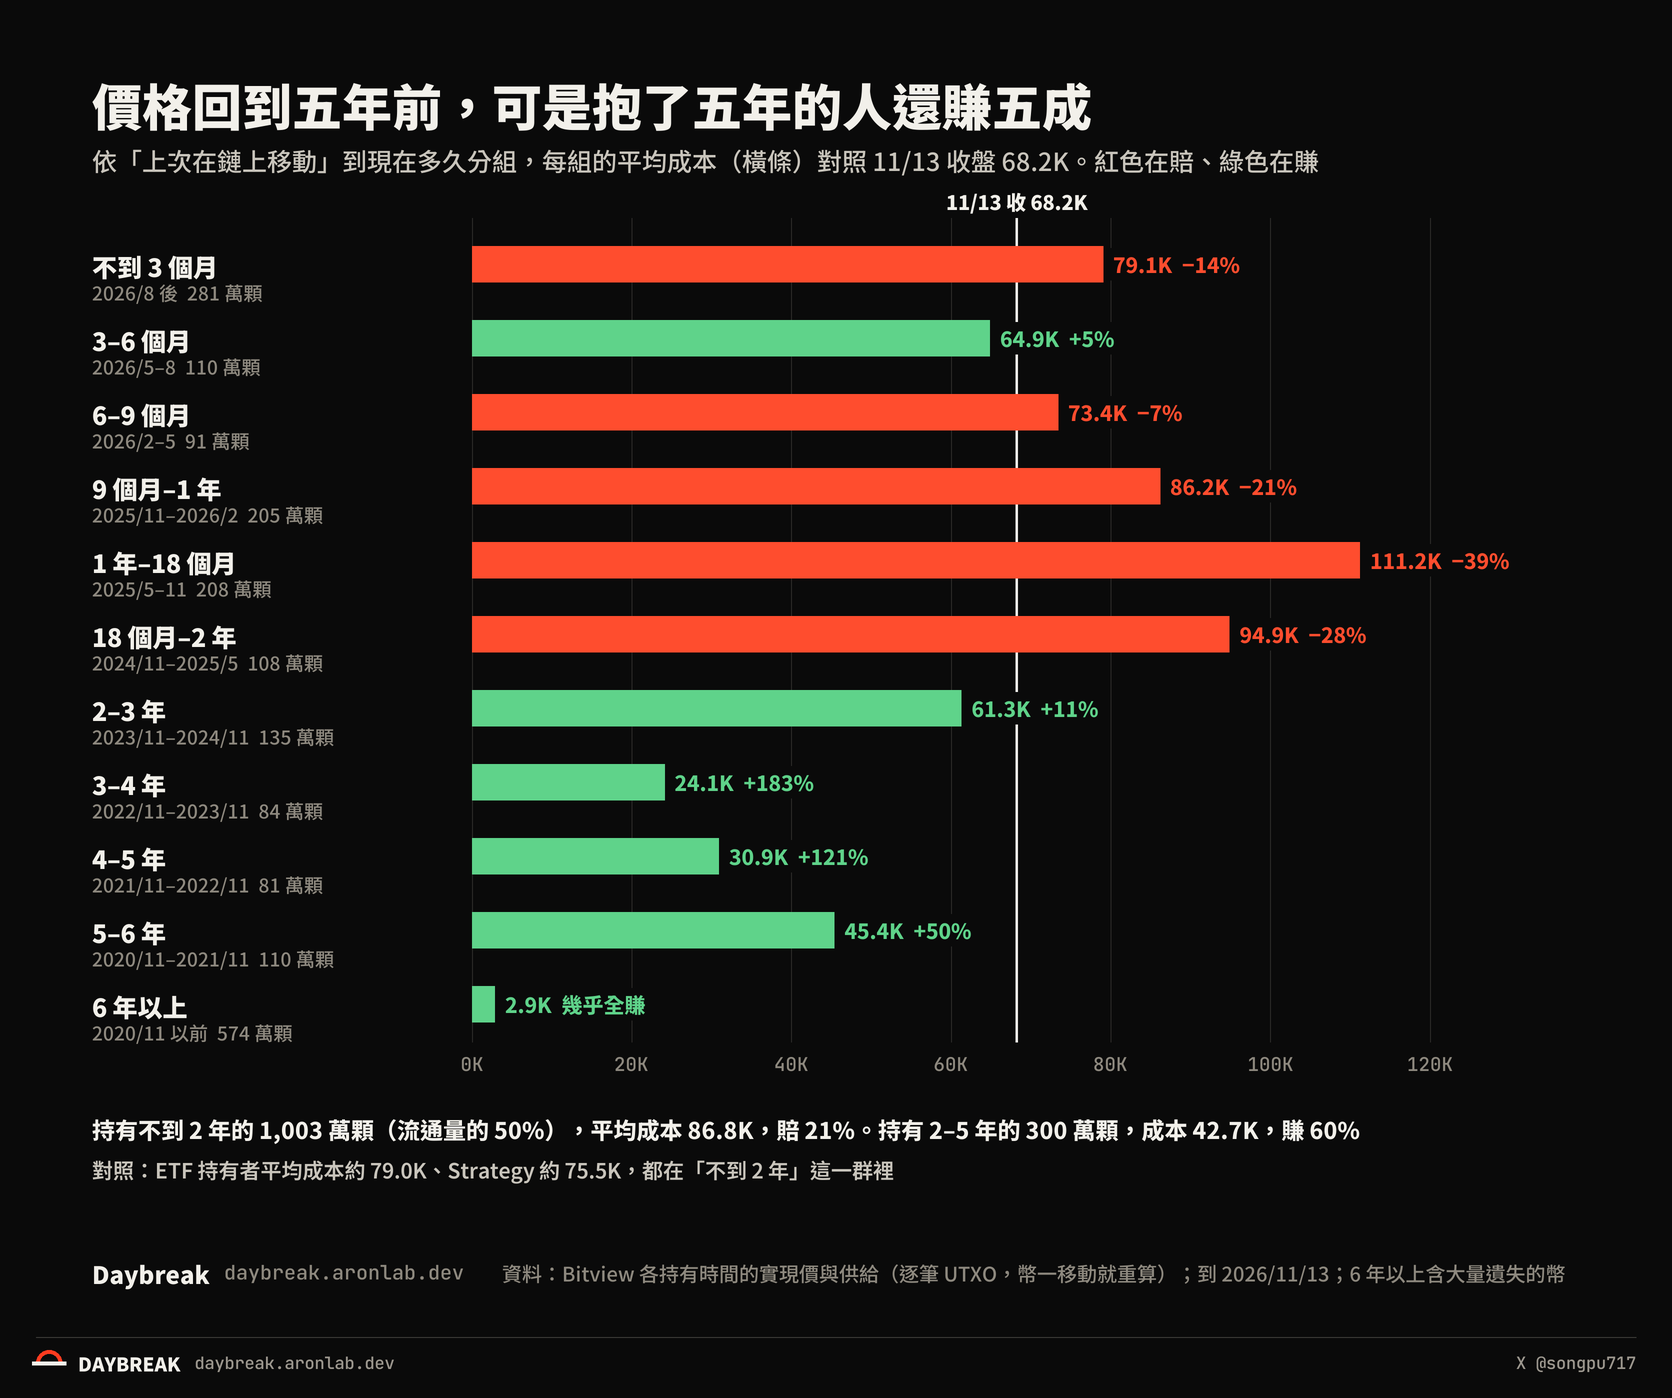 價格回到五年前，可是抱了五年的人還賺五成
依「上次在鏈上移動」到現在多久分組，每組的平均成本（橫條）對照 11/13 收盤 68.2K。紅色在賠、綠色在賺
11/13 收 68.2K
不到 3 個月
2026/8 後 281 萬顆
79.1K −14%
3–6 個月
2026/5–8 110 萬顆
64.9K +5%
6–9 個月
2026/2–5 91 萬顆
73.4K −7%
9 個月–1 年
2025/11–2026/2 205 萬顆
86.2K −21%
1 年–18 個月
2025/5–11 208 萬顆
111.2K −39%
18 個月–2 年
2024/11–2025/5 108 萬顆
94.9K −28%
2–3 年
2023/11–2024/11 135 萬顆
61.3K +11%
3–4 年
2022/11–2023/11 84 萬顆
24.1K +183%
4–5 年
2021/11–2022/11 81 萬顆
30.9K +121%
5–6 年
2020/11–2021/11 110 萬顆
45.4K +50%
6 年以上
2020/11 以前 574 萬顆
2.9K 幾乎全賺
0K 20K 40K 60K 80K 100K 120K
持有不到 2 年的 1,003 萬顆（流通量的 50%），平均成本 86.8K，賠 21%。持有 2–5 年的 300 萬顆，成本 42.7K，賺 60%
對照：ETF 持有者平均成本約 79.0K、Strategy 約 75.5K，都在「不到 2 年」這一群裡
Daybreak daybreak.aronlab.dev 資料：Bitview 各持有時間的實現價與供給（逐筆 UTXO，幣一移動就重算）；到 2026/11/13；6 年以上含大量遺失的幣
DAYBREAK daybreak.aronlab.dev X @songpu717